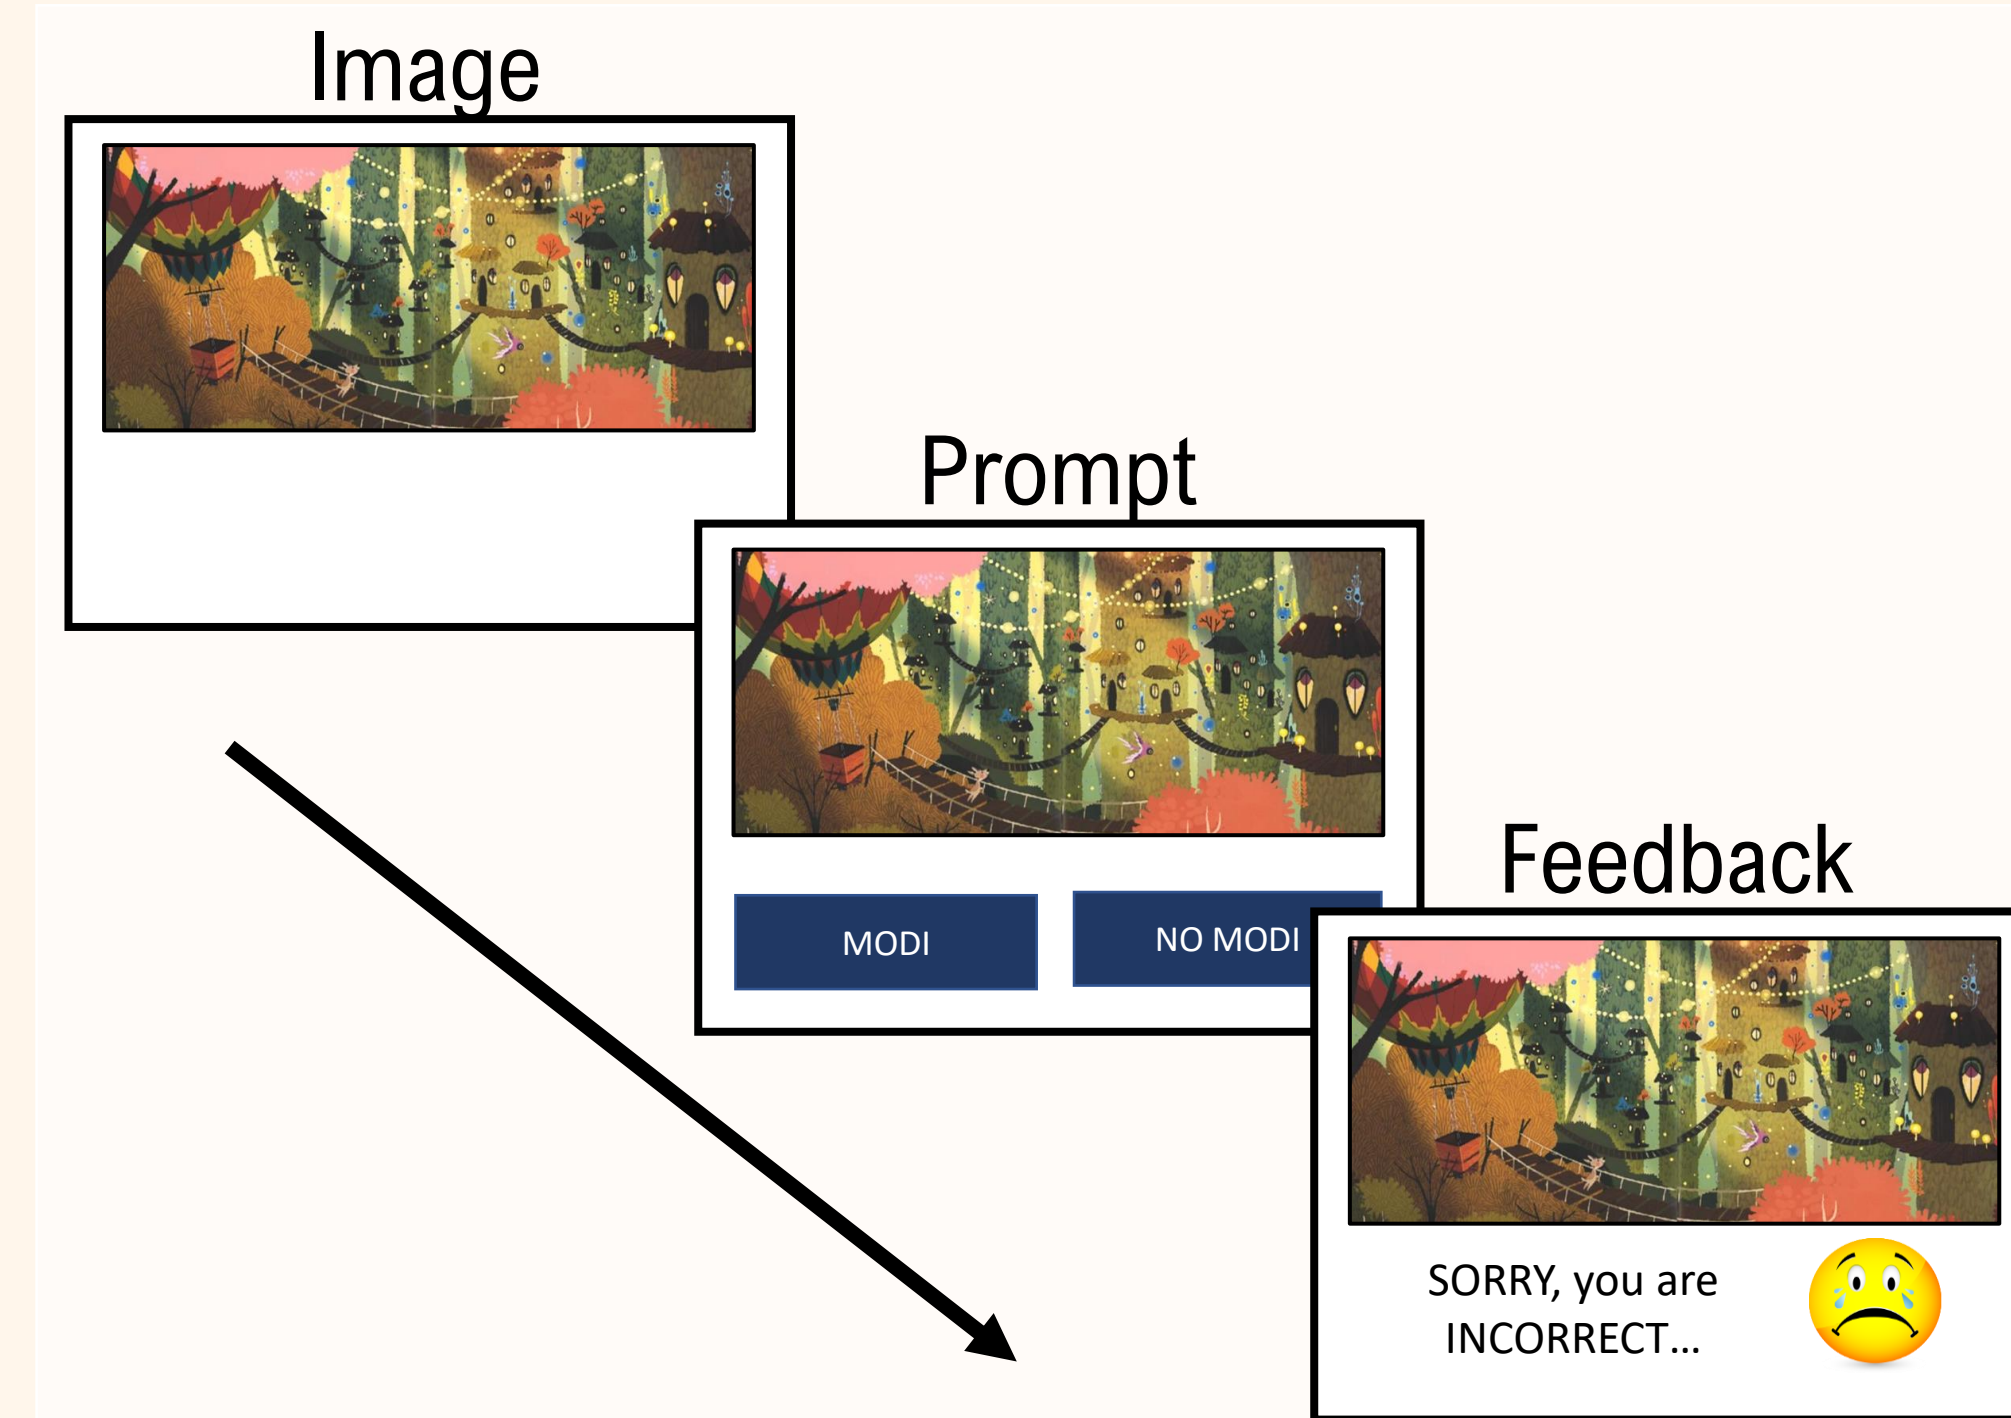 Image
Prompt
MODI
NO MODI
Feedback
SORRY, you are
INCORRECT...